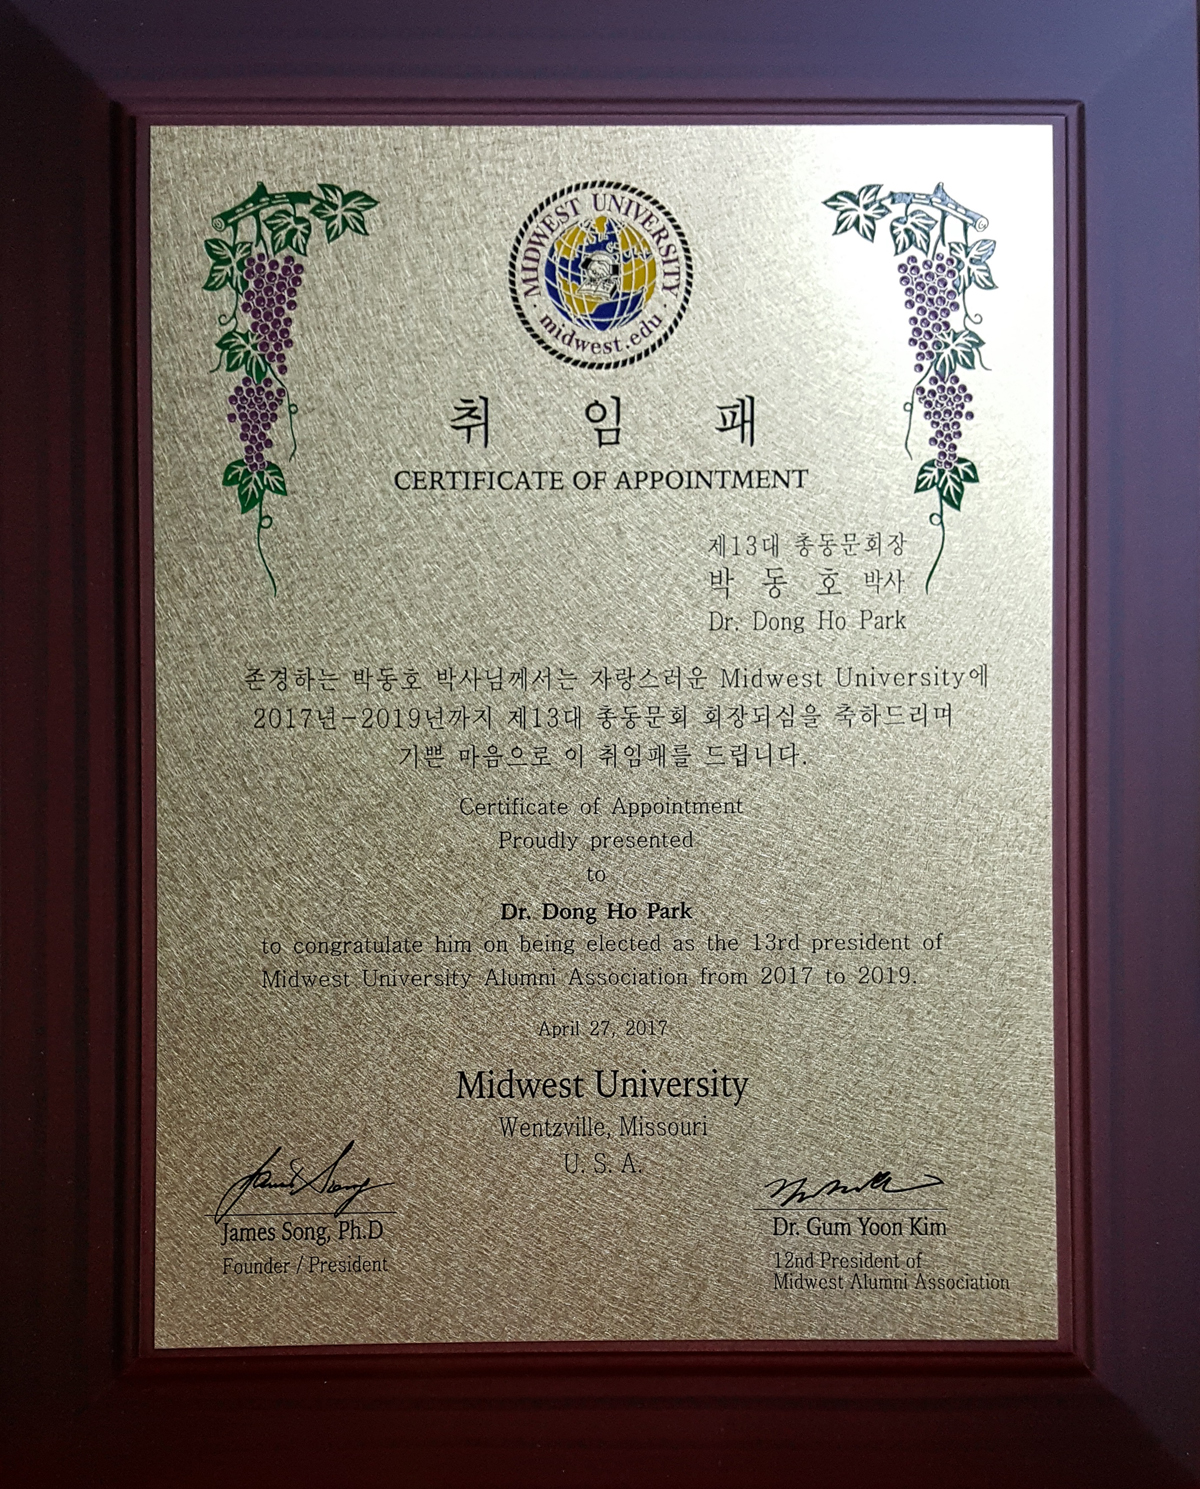 MIDWEST UNIVERSITY
midwest.edu
취 임 패
CERTIFICATE OF APPOINTMENT
제13대 총동문회장
박 동 호 박사
Dr. Dong Ho Park
존경하는 박동호 박사님께서는 자랑스러운 Midwest University에
2017년-2019년까지 제13대 총동문회 회장되심을 축하드리며
기쁜 마음으로 이 취임패를 드립니다.
Certificate of Appointment
Proudly presented
to
Dr. Dong Ho Park
to congratulate him on being elected as the 13rd president of
Midwest University Alumni Association from 2017 to 2019.
April 27, 2017
Midwest University
Wentzville, Missouri
U. S. A.
James Song
James Song, Ph.D
Founder / President
Dr. Gum Yoon Kim
12nd President of
Midwest Alumni Association